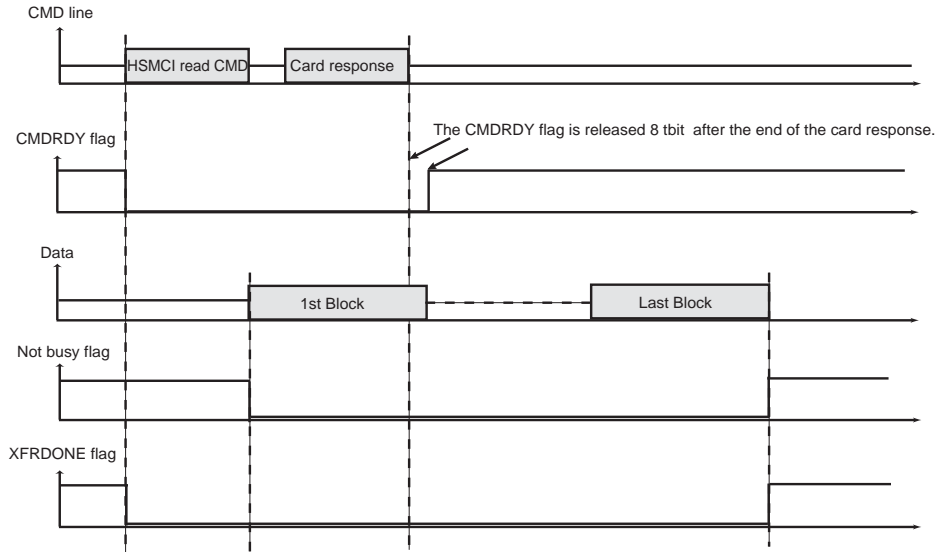 CMD line
HSMCI read CMD
Card response
The CMDRDY flag is released 8 tbit after the end of the card response.
CMDRDY flag
Data
1st Block
Last Block
Not busy flag
XFRDONE flag